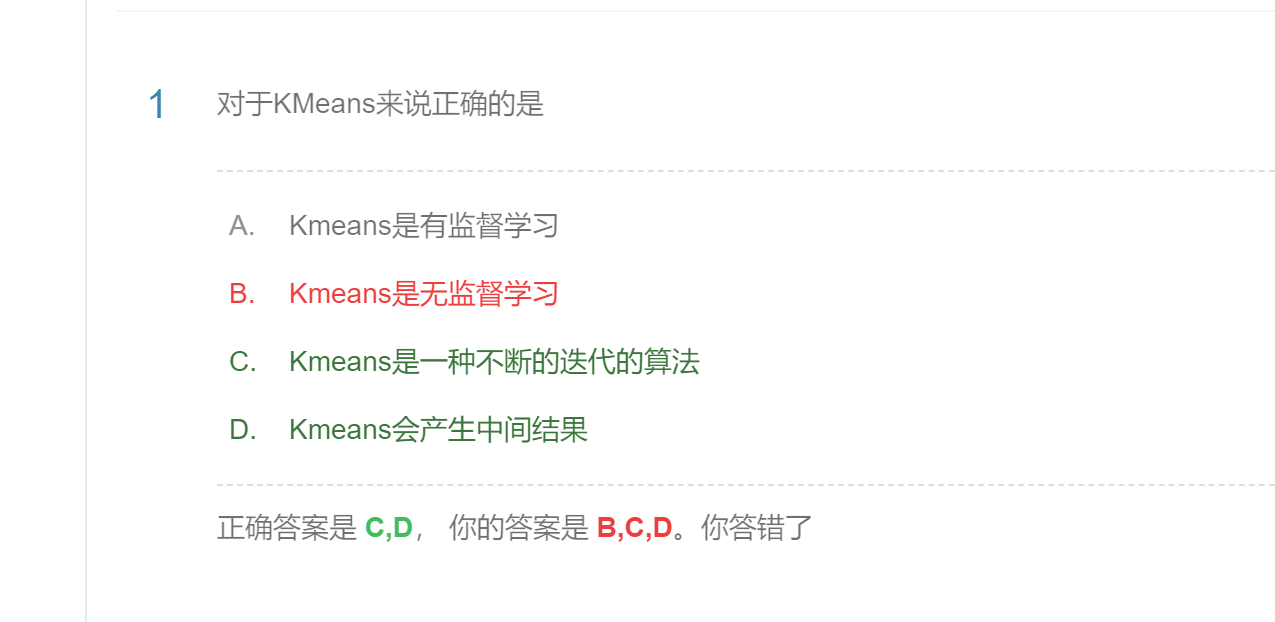 1 对于KMeans来说正确的是
A. Kmeans是有监督学习
B. Kmeans是无监督学习
C. Kmeans是一种不断的迭代的算法
D. Kmeans会产生中间结果
正确答案是 C,D， 你的答案是 B,C,D。你答错了